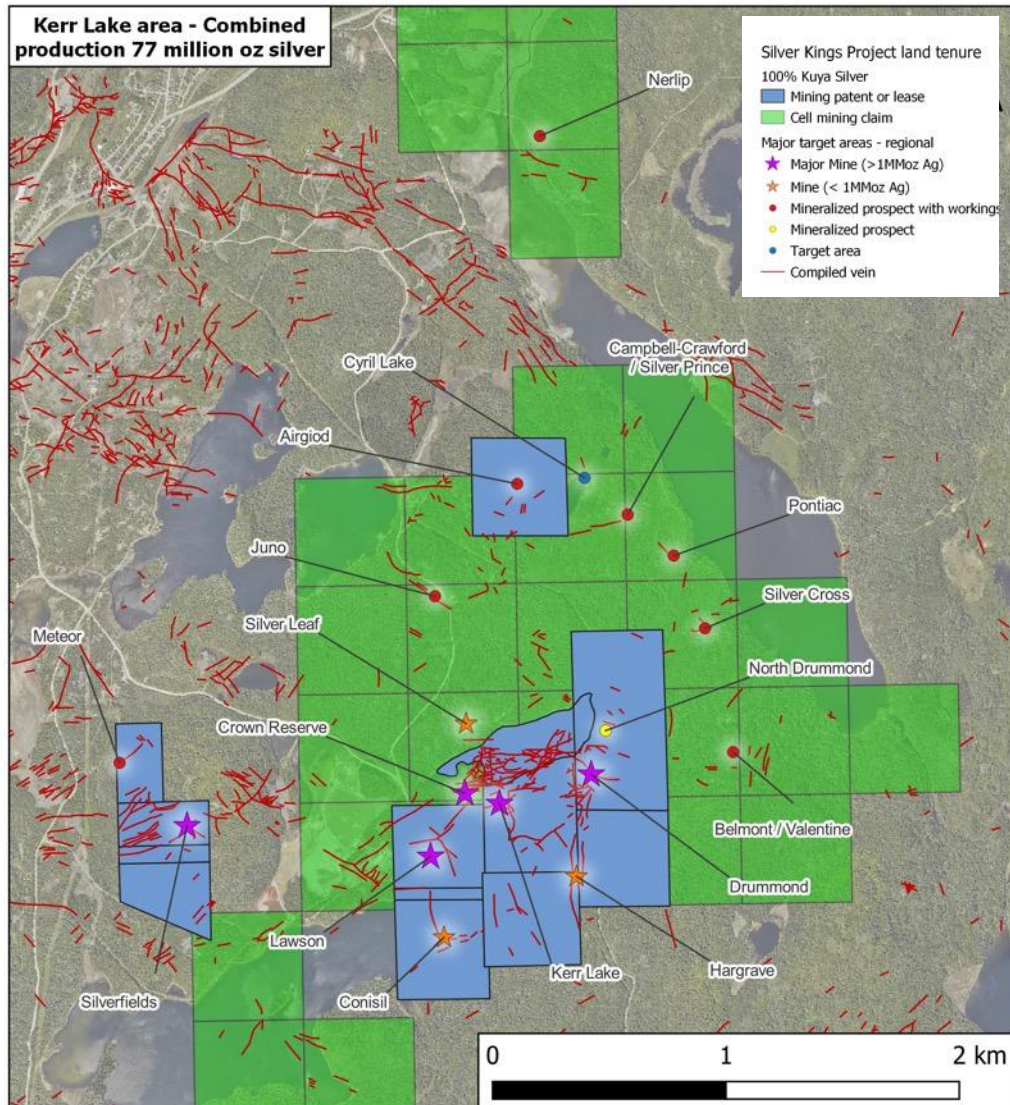 Kerr Lake area - Combined
production 77 million oz silver
Silver Kings Project land tenure
100% Kuya Silver
Mining patent or lease
Cell mining claim
Major target areas - regional
Major Mine (>1MMoz Ag)
Mine (< 1MMoz Ag)
Mineralized prospect with workings
Mineralized prospect
Target area
Compiled vein
Nerlip
Campbell-Crawford
/ Silver Prince
Cyril Lake
Airgiod
Pontiac
Juno
Silver Cross
Silver Leaf
Meteor
North Drummond
Crown Reserve
Belmont / Valentine
Drummond
Lawson
Hargrave
Kerr Lake
Silverfields
Conisil
0 1 2 km